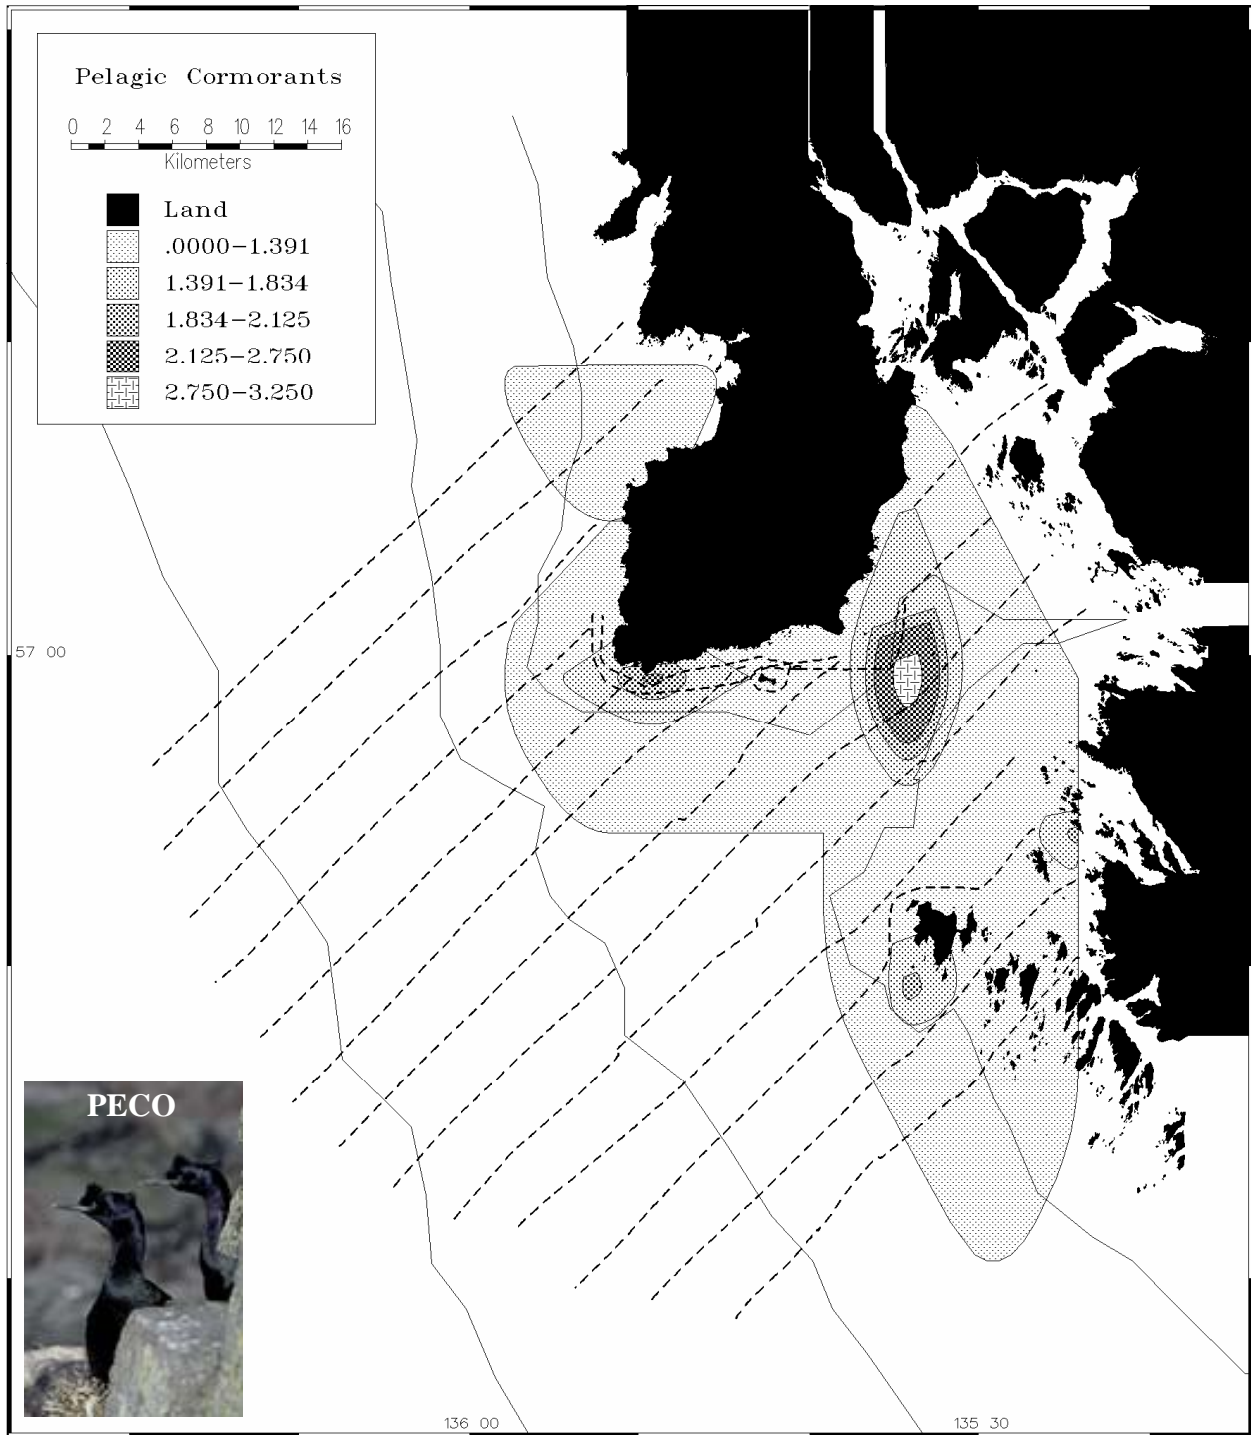 Pelagic Cormorants
0 2 4 6 8 10 12 14 16
Kilometers
Land
.0000-1.391
1.391-1.834
1.834-2.125
2.125-2.750
2.750-3.250
57 00
PECO
136 00
135 30